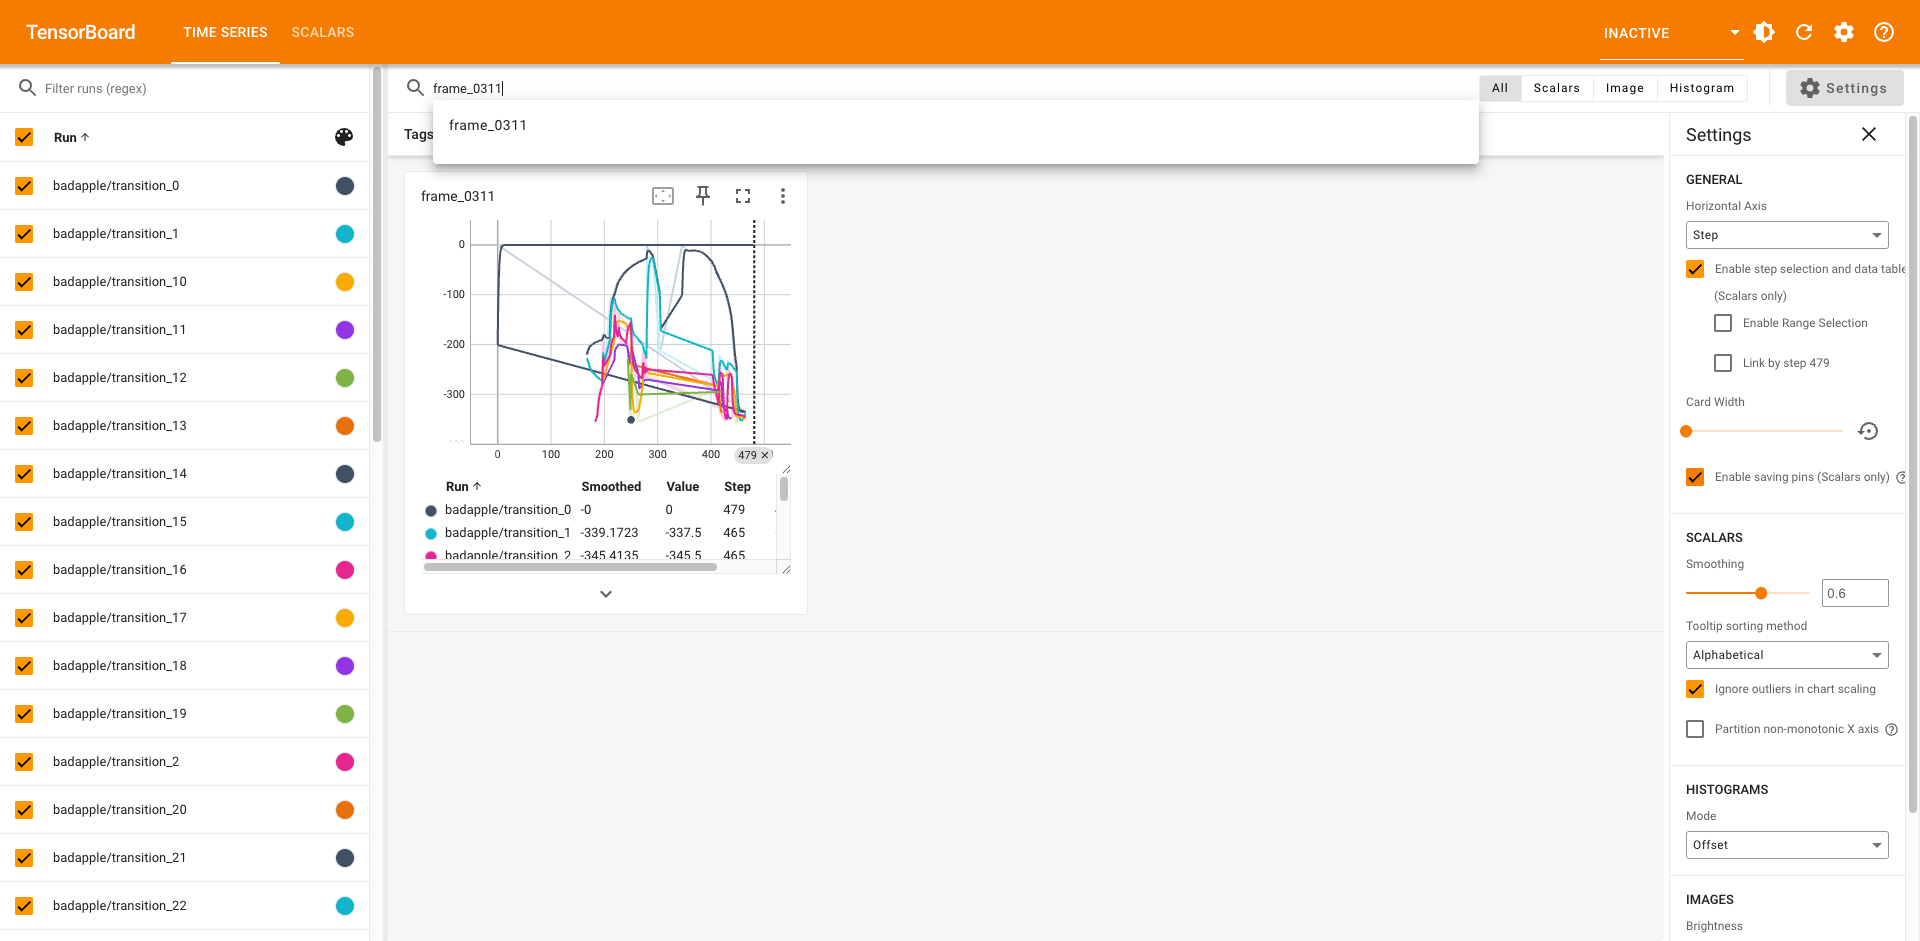 TensorBoard
TIME SERIES
SCALARS
INACTIVE
Filter runs (regex)
frame_0311
All
Scalars
Image
Histogram
Settings
frame_0311
Tags
Run
badapple/transition_0
badapple/transition_1
badapple/transition_10
badapple/transition_11
badapple/transition_12
badapple/transition_13
badapple/transition_14
badapple/transition_15
badapple/transition_16
badapple/transition_17
badapple/transition_18
badapple/transition_19
badapple/transition_2
badapple/transition_20
badapple/transition_21
badapple/transition_22
frame_0311
0
-100
-200
-300
0 100 200 300 400 479
Run Smoothed Value Step
badapple/transition_0 -0 0 479
badapple/transition_1 -339.1723 -337.5 465
badapple/transition_2 -345.4135 -345.5 465
Settings
GENERAL
Horizontal Axis
Step
Enable step selection and data table
(Scalars only)
Enable Range Selection
Link by step 479
Card Width
Enable saving pins (Scalars only)
SCALARS
Smoothing
0.6
Tooltip sorting method
Alphabetical
Ignore outliers in chart scaling
Partition non-monotonic X axis
HISTOGRAMS
Mode
Offset
IMAGES
Brightness